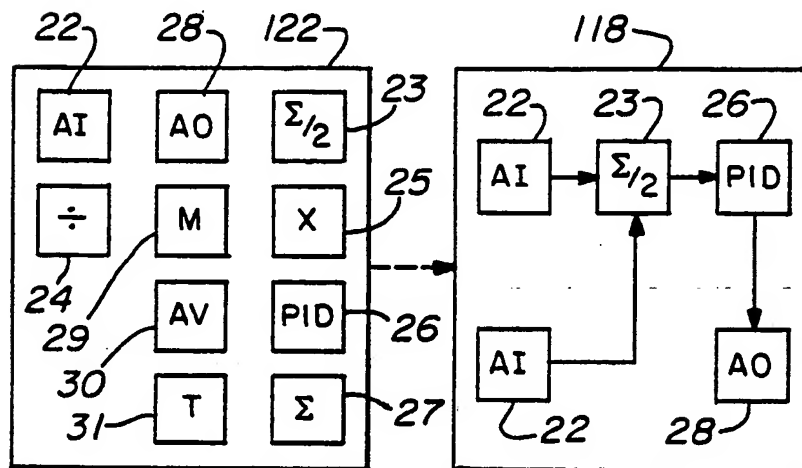 22 28 122 118
AI AO Σ/2 23 22 23 26
AI Σ/2 PID
÷ M X 25
24 29 AV PID 26
30 AI AO
31 T Σ 27 22 28